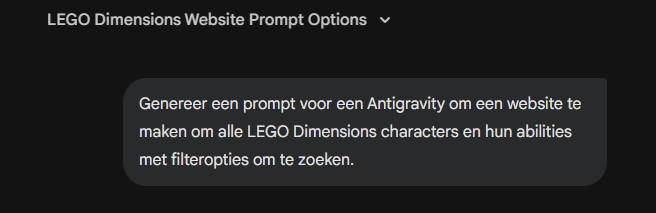 LEGO Dimensions Website Prompt Options
Genereer een prompt voor een Antigravity om een website te
maken om alle LEGO Dimensions characters en hun abilities
met filteropties om te zoeken.